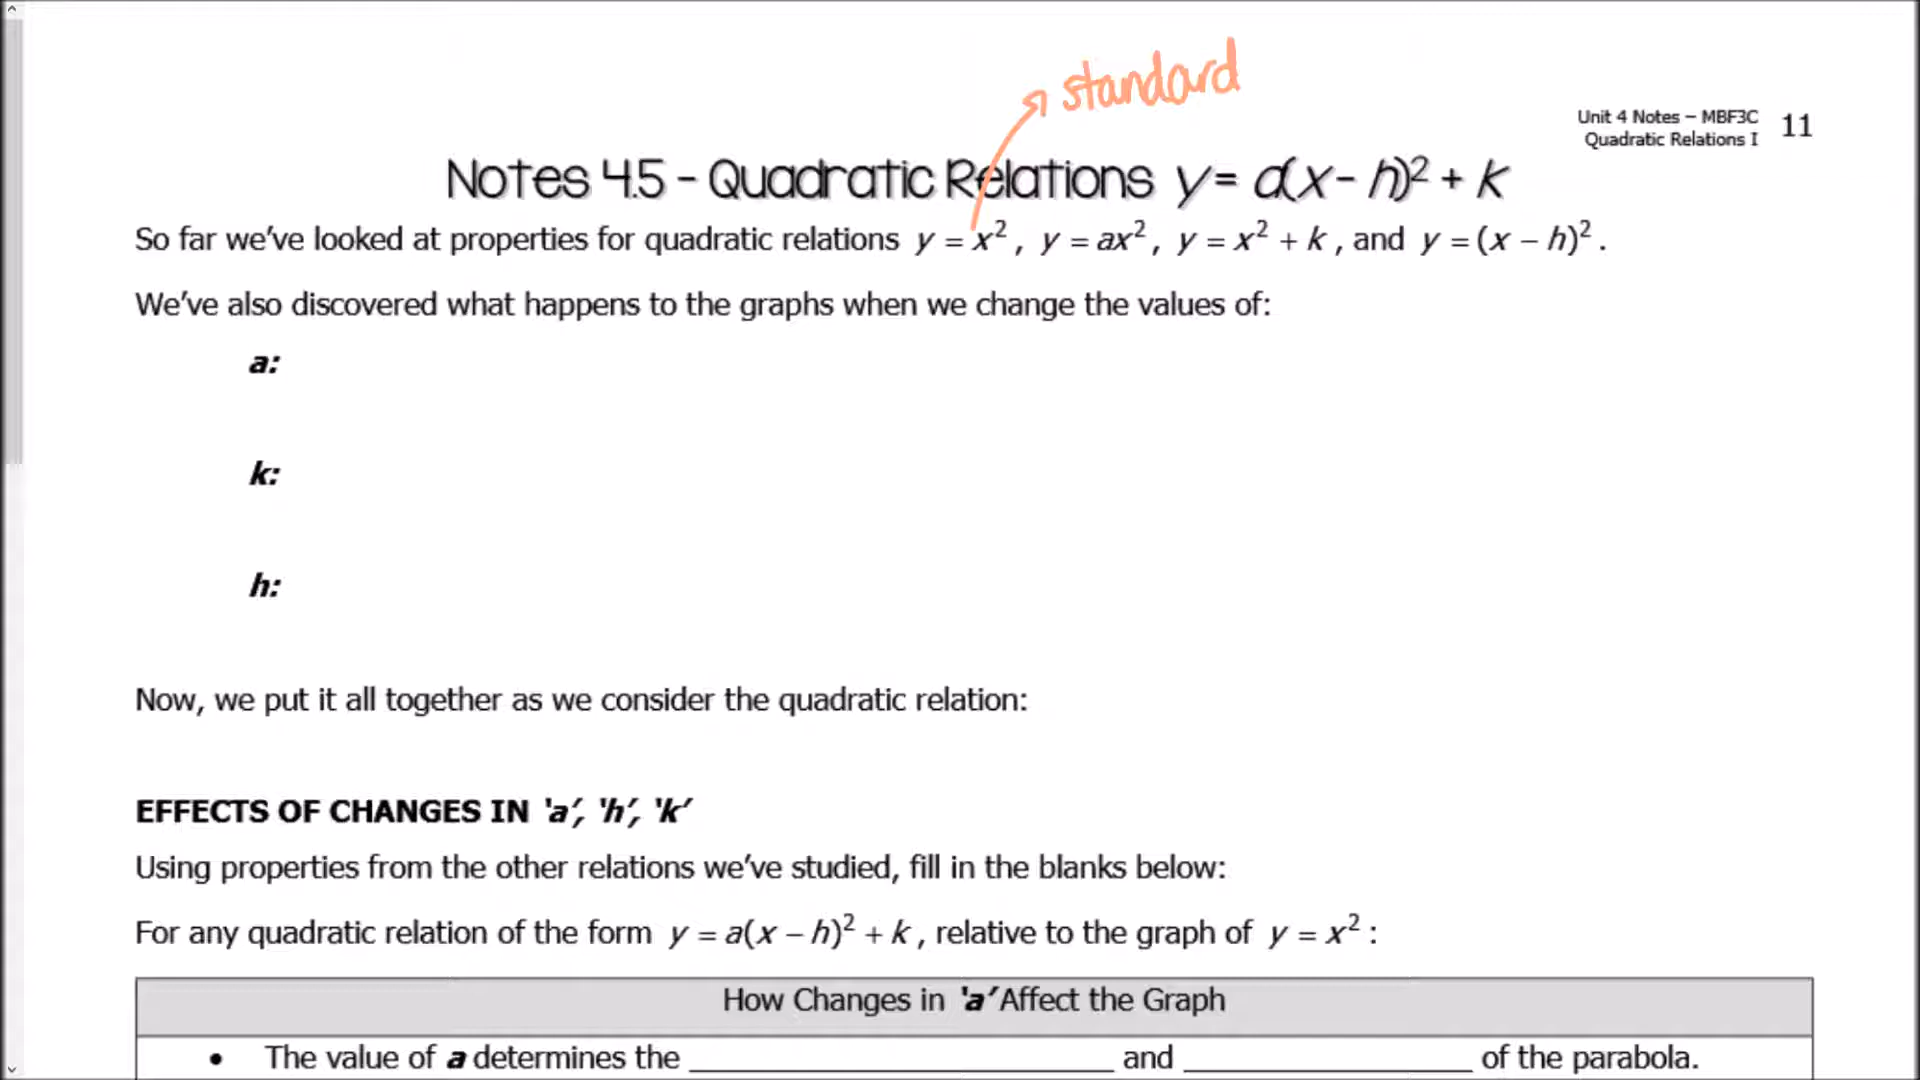 standard
Unit 4 Notes – MBF3C 11
Quadratic Relations I
Notes 4.5 - Quadratic Relations y = a(x - h)² + k
So far we've looked at properties for quadratic relations y = x², y = ax², y = x² + k, and y = (x − h)².
We've also discovered what happens to the graphs when we change the values of:
a:
k:
h:
Now, we put it all together as we consider the quadratic relation:
EFFECTS OF CHANGES IN 'a', 'h', 'k'
Using properties from the other relations we've studied, fill in the blanks below:
For any quadratic relation of the form y = a(x − h)² + k, relative to the graph of y = x²:
How Changes in 'a' Affect the Graph
• The value of a determines the ____________________ and ____________________ of the parabola.